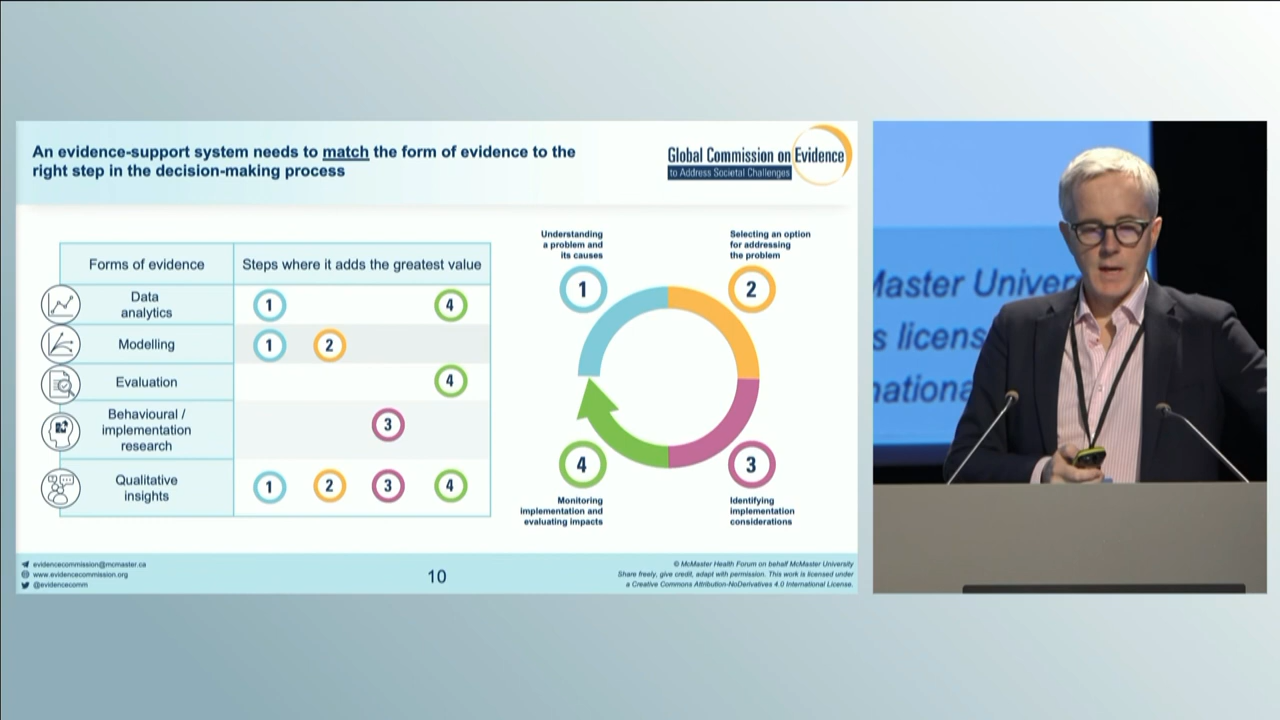 An evidence-support system needs to match the form of evidence to the
right step in the decision-making process
Global Commission on Evidence
to Address Societal Challenges
Forms of evidence
Steps where it adds the greatest value
Data
analytics
1
4
Modelling
1
2
Evaluation
4
Behavioural /
implementation
research
3
Qualitative
insights
1
2
3
4
Understanding
a problem and
its causes
1
Selecting an option
for addressing
the problem
2
4
Monitoring
implementation and
evaluating impacts
3
Identifying
implementation
considerations
evidencecommission@mcmaster.ca
www.evidencecommission.org
@evidencecomm
10
© McMaster Health Forum on behalf McMaster University
Share freely, give credit, adapt with permission. This work is licensed under
a Creative Commons Attribution-NoDerivatives 4.0 International License.
Master Univer
s licens
nationa